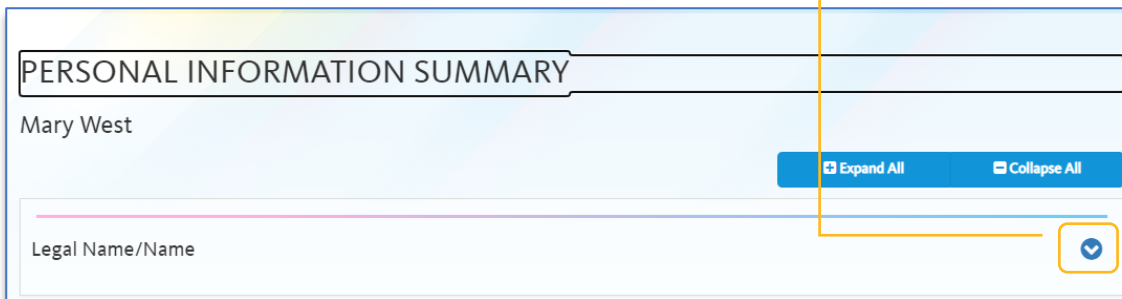 PERSONAL INFORMATION SUMMARY
Mary West
Expand All Collapse All
Legal Name/Name